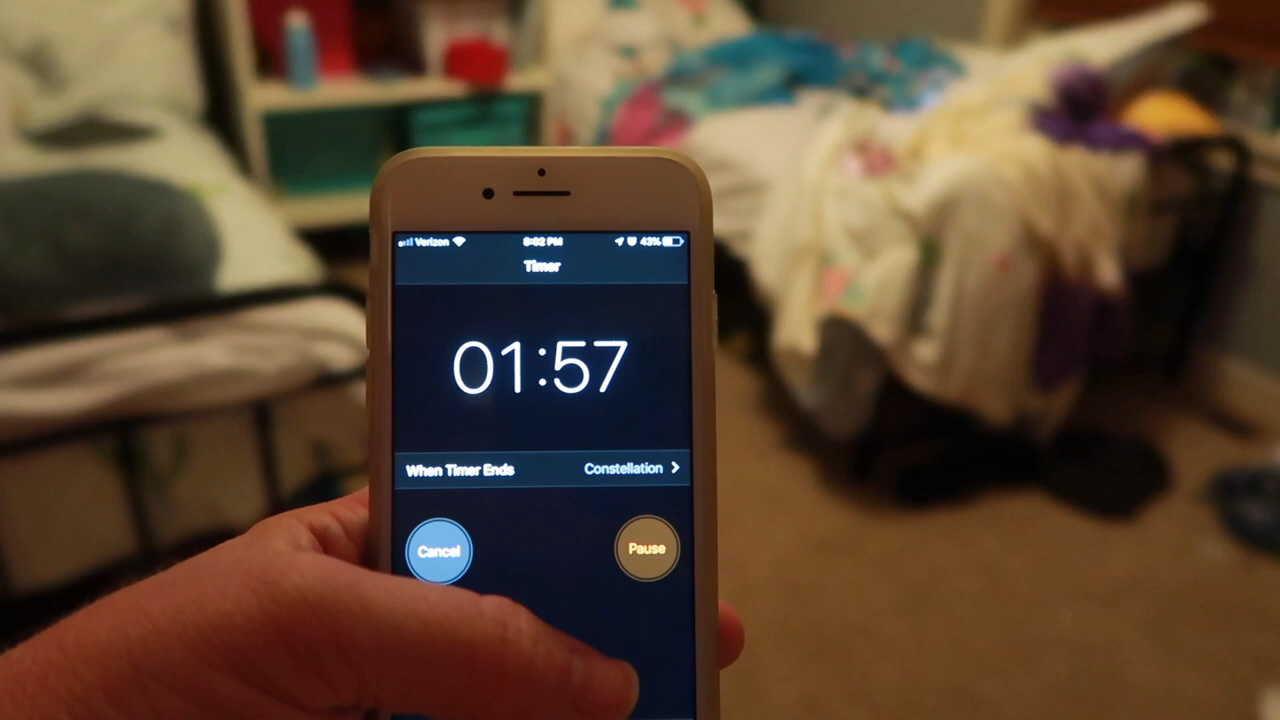 Verizon 8:02 PM 43%
Timer
01:57
When Timer Ends Constellation
Cancel Pause